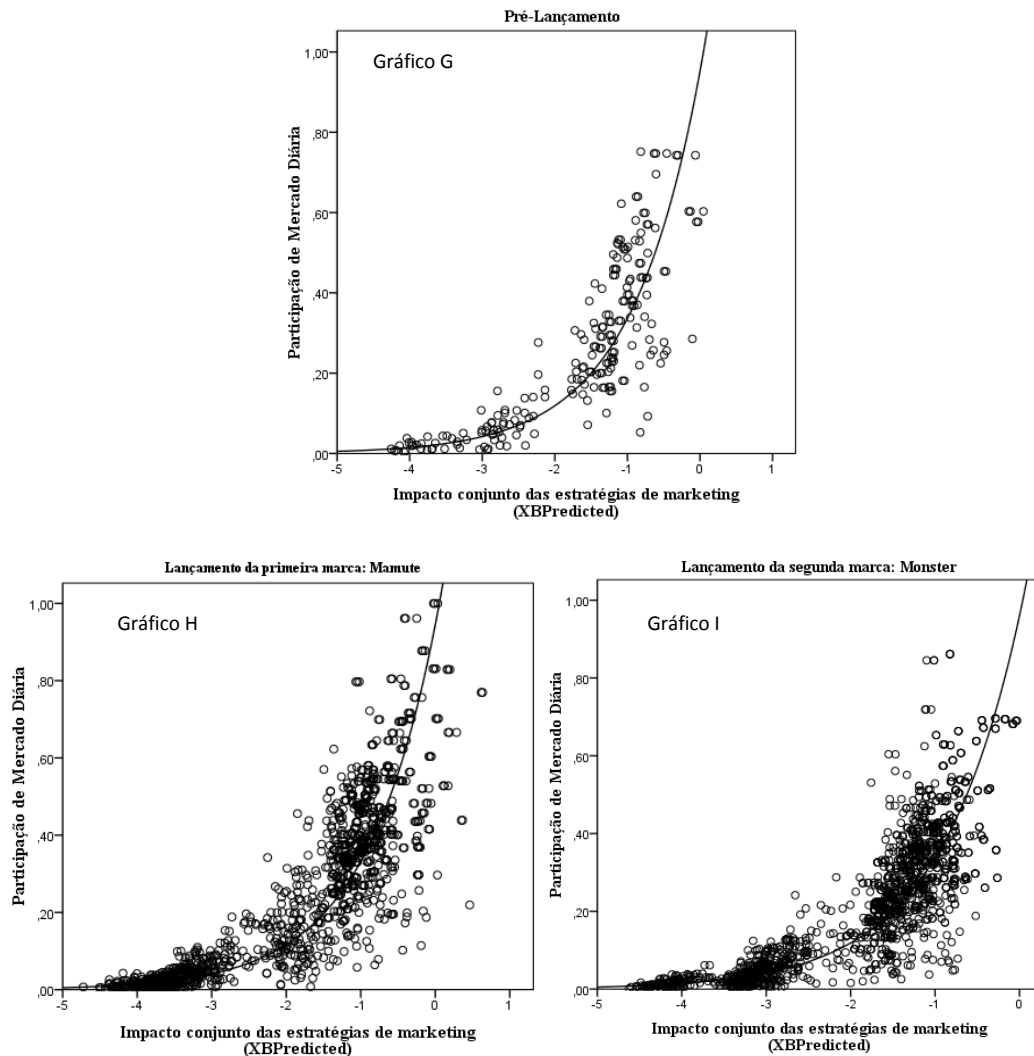 Pré-Lançamento
Gráfico G
1,00
,80
,60
,40
,20
,00
-5 -4 -3 -2 -1 0 1
Participação de Mercado Diária
Impacto conjunto das estratégias de marketing
(XBPredicted)
Lançamento da primeira marca: Mamute
Gráfico H
1,00
,80
,60
,40
,20
,00
-5 -4 -3 -2 -1 0 1
Participação de Mercado Diária
Impacto conjunto das estratégias de marketing
(XBPredicted)
Lançamento da segunda marca: Monster
Gráfico I
1,00
,80
,60
,40
,20
,00
-5 -4 -3 -2 -1 0
Participação de Mercado Diária
Impacto conjunto das estratégias de marketing
(XBPredicted)